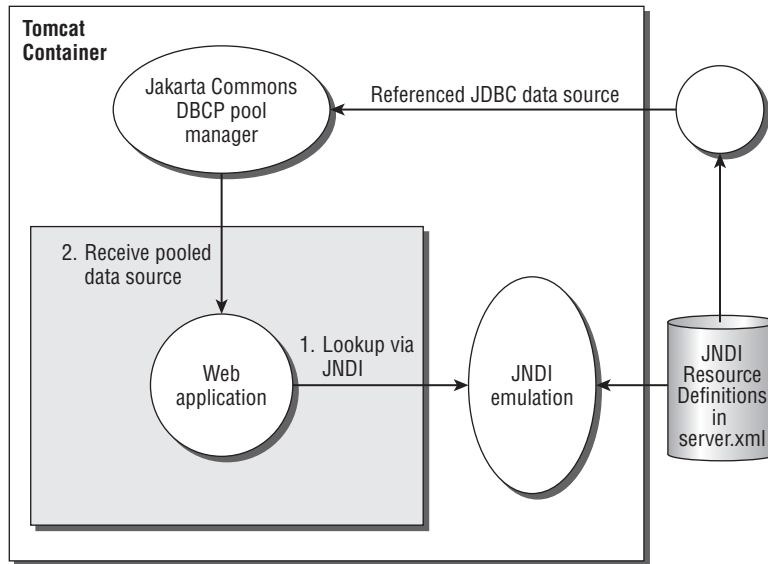 Tomcat
Container
Jakarta Commons
DBCP pool
manager
Referenced JDBC data source
2. Receive pooled
data source
1. Lookup via
JNDI
Web
application
JNDI
emulation
JNDI
Resource
Definitions
in
server.xml